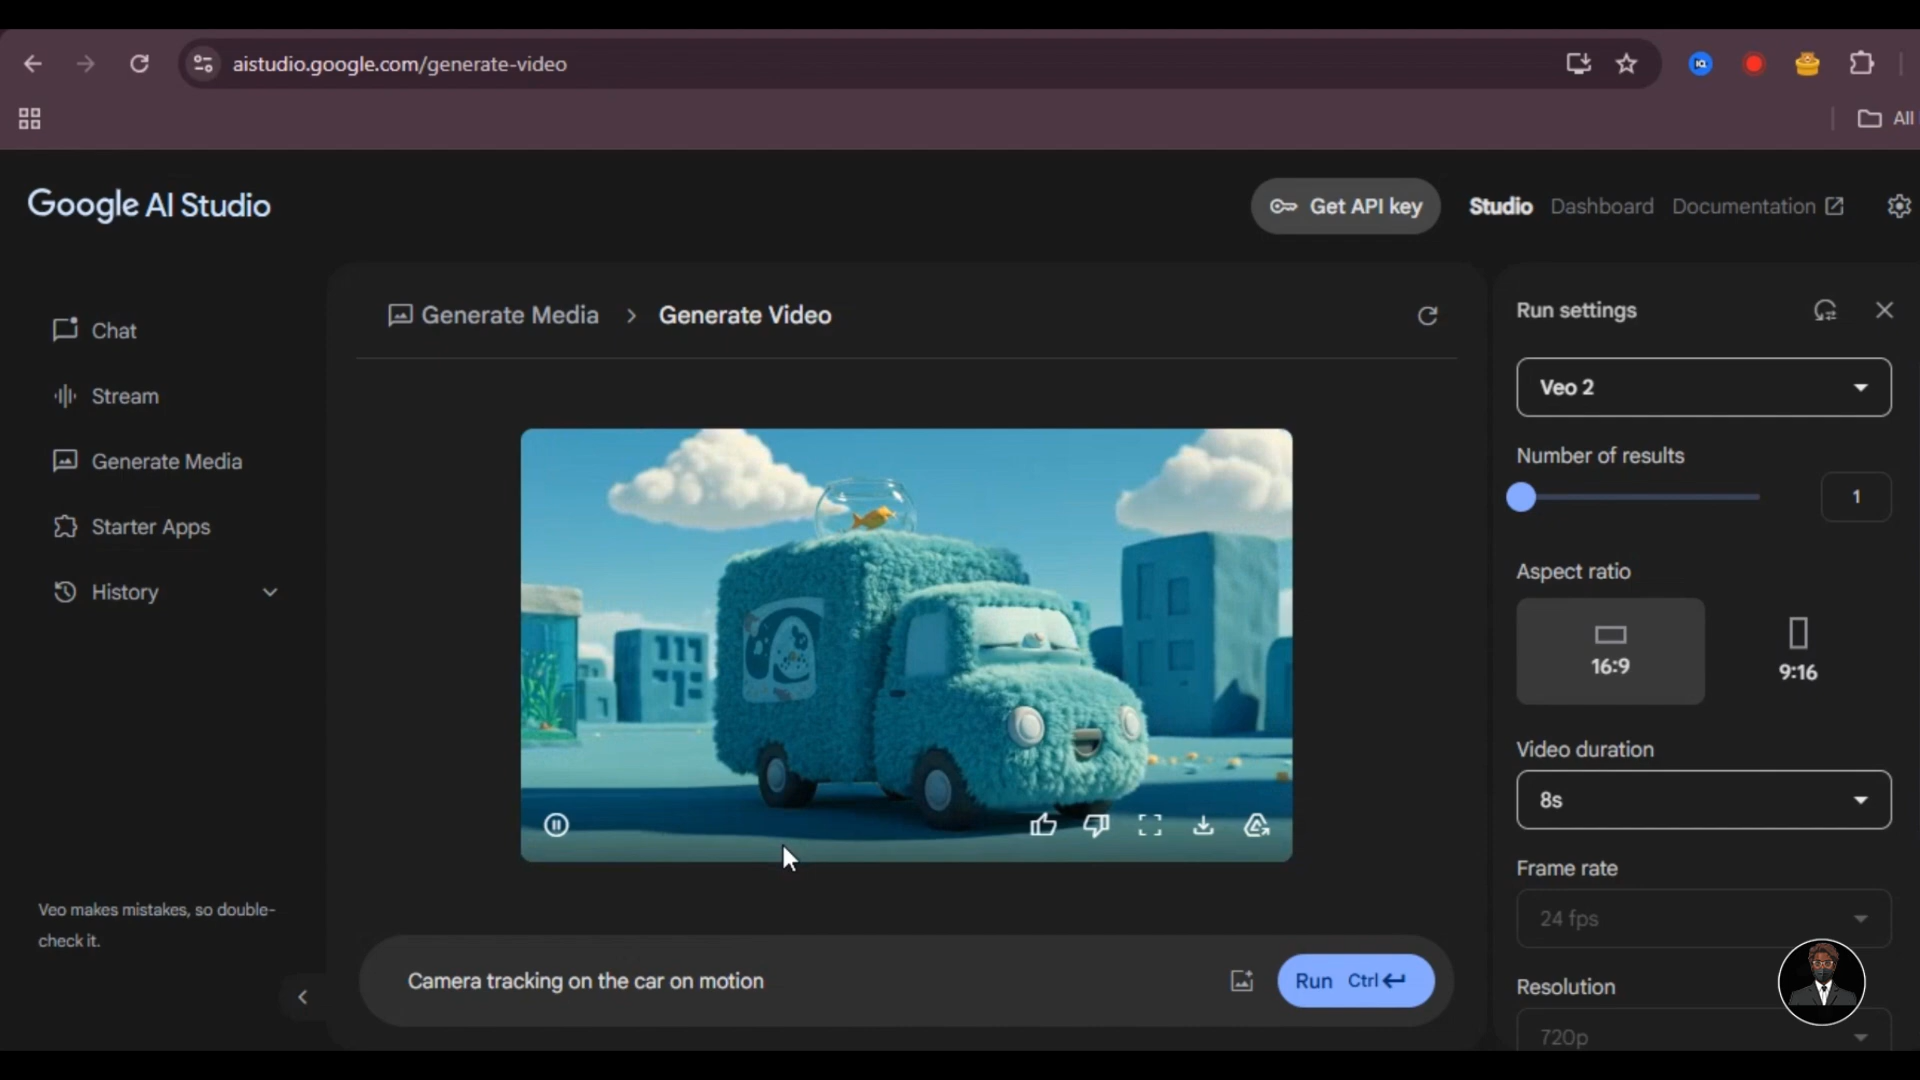 aistudio.google.com/generate-video
All
Google AI Studio
Get API key
Studio
Dashboard
Documentation
Chat
Stream
Generate Media
Starter Apps
History
Veo makes mistakes, so double-
check it.
Generate Media > Generate Video
Camera tracking on the car on motion
Run Ctrl
Run settings
Veo 2
Number of results
1
Aspect ratio
16:9
9:16
Video duration
8s
Frame rate
24 fps
Resolution
720p